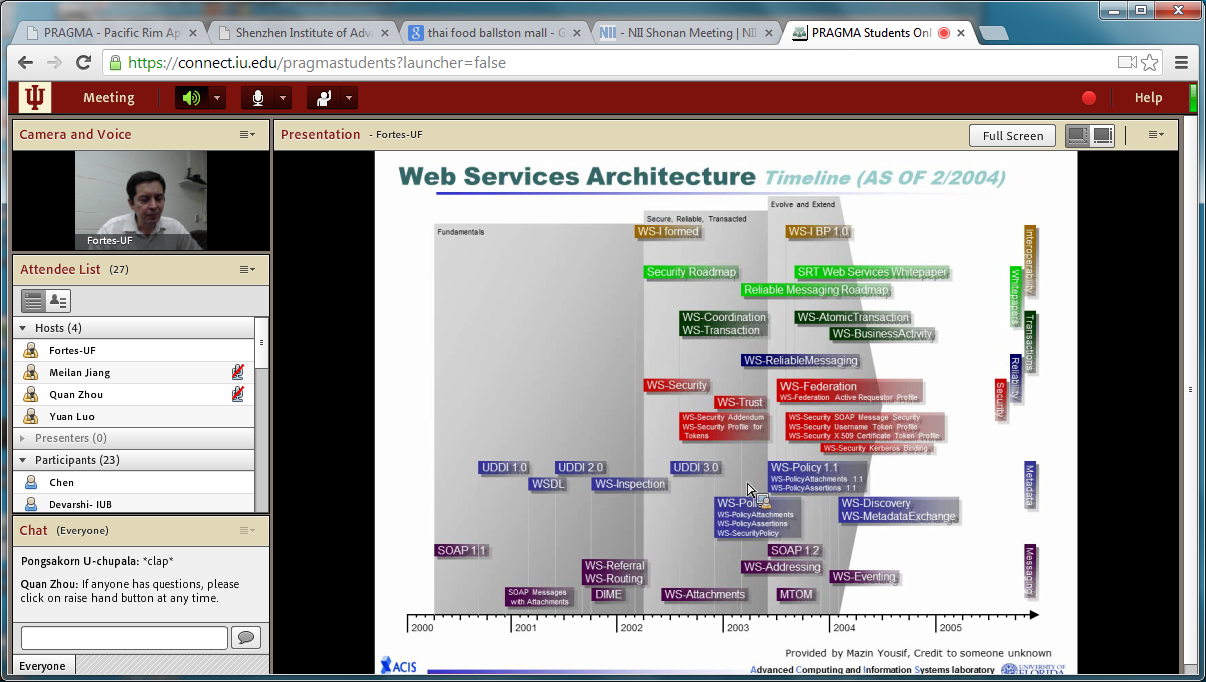 PRAGMA - Pacific Rim Ap
Shenzhen Institute of Adv
thai food ballston mall - G
NII - NII Shonan Meeting | NII
PRAGMA Students Onl
https://connect.iu.edu/pragmastudents?launcher=false
Meeting
Help
Camera and Voice
Fortes-UF
Attendee List (27)
Hosts (4)
Fortes-UF
Meilan Jiang
Quan Zhou
Yuan Luo
Presenters (0)
Participants (23)
Chen
Devarshi- IUB
Chat (Everyone)
Pongsakorn U-chupala: *clap*
Quan Zhou: If anyone has questions, please
click on raise hand button at any time.
Everyone
Presentation - Fortes-UF
Full Screen
Web Services Architecture Timeline (AS OF 2/2004)
Evolve and Extend
Secure, Reliable, Transacted
Fundamentals
WS-I formed
WS-I BP 1.0
Security Roadmap
SRT Web Services Whitepaper
Reliable Messaging Roadmap
WS-Coordination
WS-Transaction
WS-AtomicTransaction
WS-BusinessActivity
WS-ReliableMessaging
WS-Security
WS-Federation
WS-Federation Active Requestor Profile
WS-Trust
WS-Security Addendum
WS-Security Profile for
Tokens
WS-Security SOAP Message Security
WS-Security Username Token Profile
WS-Security X.509 Certificate Token Profile
WS-Security Kerberos Binding
UDDI 1.0
UDDI 2.0
UDDI 3.0
WS-Policy 1.1
WS-PolicyAttachments 1.1
WS-PolicyAssertions 1.1
WSDL
WS-Inspection
WS-Poli
WS-PolicyAttachments
WS-PolicyAssertions
WS-SecurityPolicy
WS-Discovery
WS-MetadataExchange
SOAP 1.1
SOAP 1.2
WS-Referral
WS-Routing
WS-Addressing
WS-Eventing
SOAP Messages
with Attachments
DIME
WS-Attachments
MTOM
Interoperability
Whitepapers
Transactions
Reliability
Security
Metadata
Messaging
2000
2001
2002
2003
2004
2005
Provided by Mazin Yousif, Credit to someone unknown
ACIS
Advanced Computing and Information Systems laboratory
UNIVERSITY OF
FLORIDA